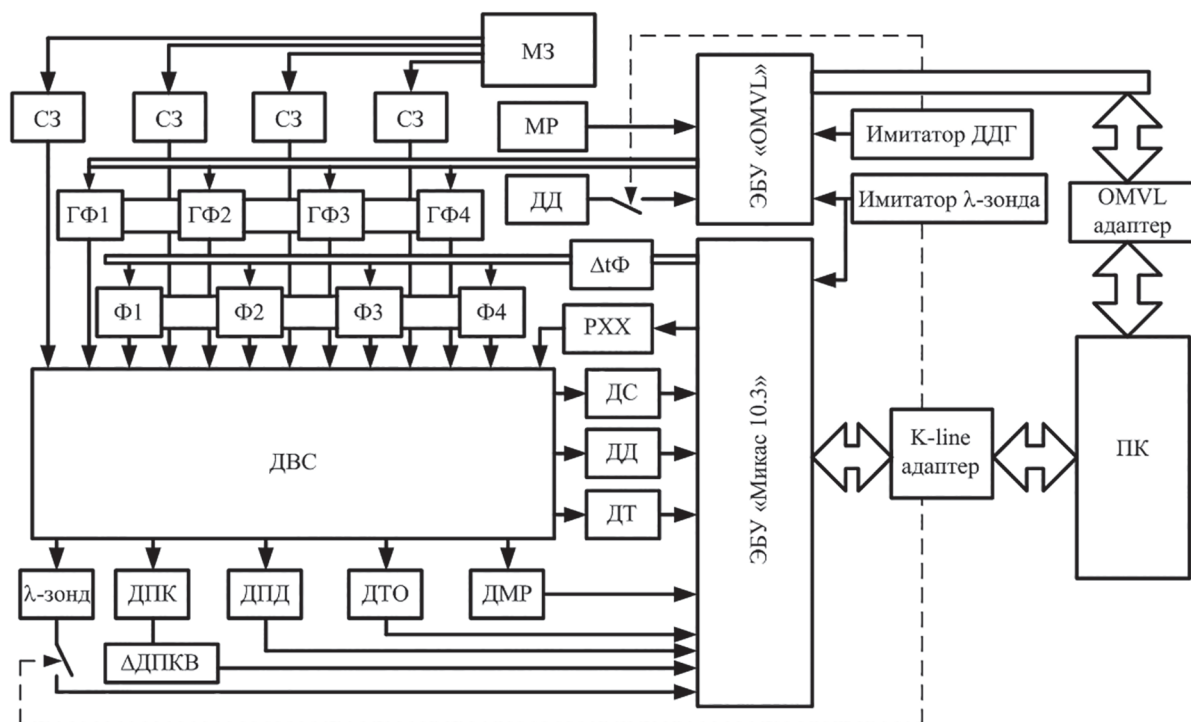 МЗ
СЗ
СЗ
СЗ
СЗ
МР
ЭБУ «OMVL»
Имитатор ДДГ
ГФ1
ГФ2
ГФ3
ГФ4
ДД
Имитатор λ-зонда
OMVL
адаптер
ΔtФ
Ф1
Ф2
Ф3
Ф4
РХХ
ДВС
ДС
ДД
ДТ
ЭБУ «Микас 10.3»
K-line
адаптер
ПК
λ-зонд
ДПК
ДПД
ДТО
ДМР
ΔДПКВ